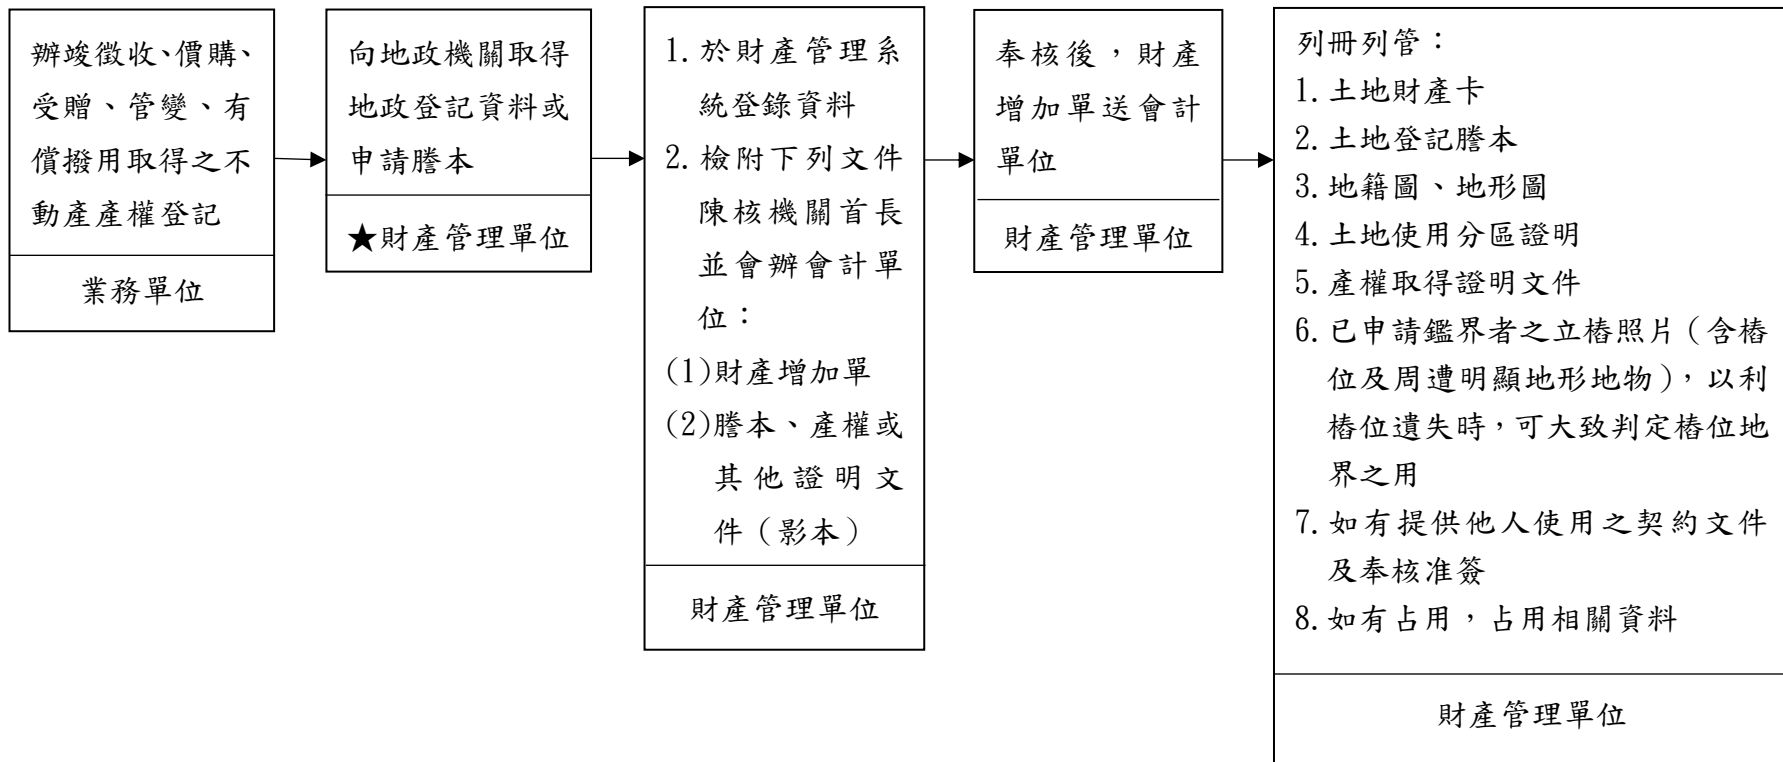 辦竣徵收、價購、
受贈、管變、有
償撥用取得之不
動產產權登記
業務單位
向地政機關取得
地政登記資料或
申請謄本
★財產管理單位
1. 於財產管理系
統登錄資料
2. 檢附下列文件
陳核機關首長
並會辦會計單
位：
(1)財產增加單
(2)謄本、產權或
其他證明文
件（影本）
財產管理單位
奉核後，財產
增加單送會計
單位
財產管理單位
列冊列管：
1. 土地財產卡
2. 土地登記謄本
3. 地籍圖、地形圖
4. 土地使用分區證明
5. 產權取得證明文件
6. 已申請鑑界者之立樁照片（含樁
位及周遭明顯地形地物），以利
樁位遺失時，可大致判定樁位地
界之用
7. 如有提供他人使用之契約文件
及奉核准簽
8. 如有占用，占用相關資料
財產管理單位